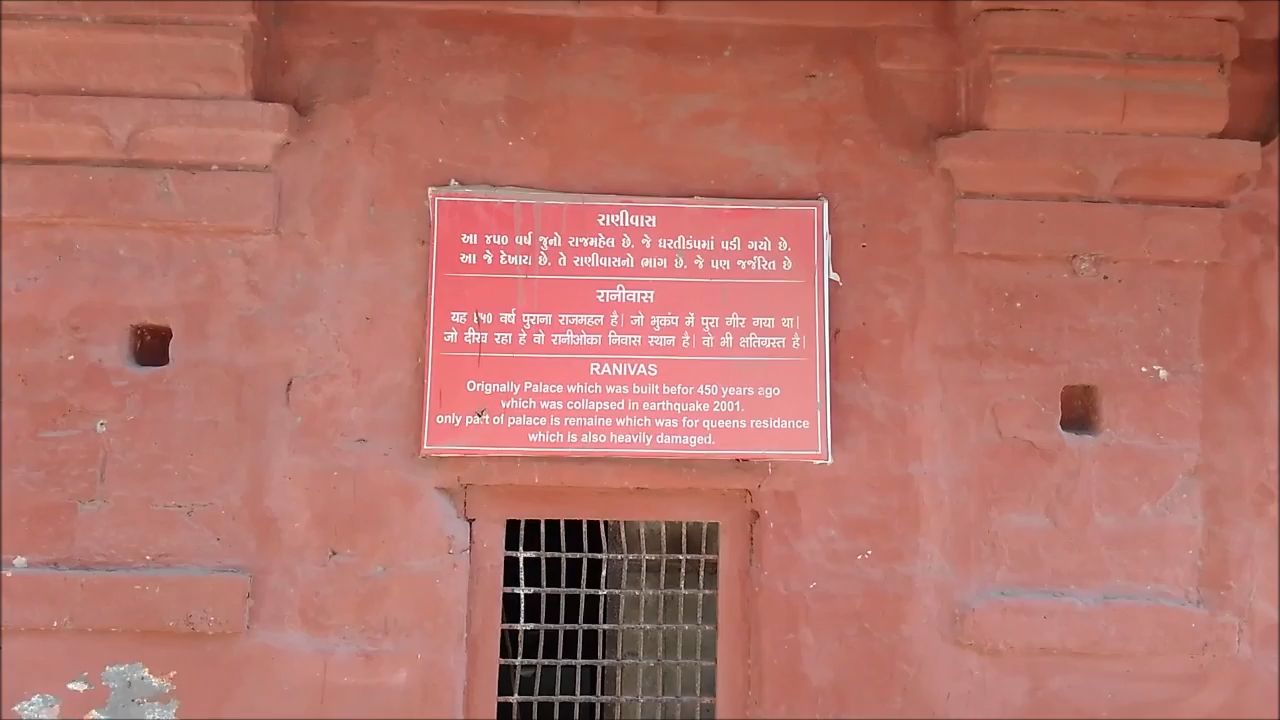 રાણીવાસ
આ ૪૫૦ વર્ષ જુનો રાજમહેલ છે. જે ધરતીકંપમાં પડી ગયો છે.
આ જે દેખાય છે. તે રાણીવાસનો ભાગ છે. જે પણ જર્જેરિત છે
રાનીવાસ
यह ४५० वर्ष पुराना राजमहल है| जो भुकंप में पुरा गीर गया था|
जो दीख रहा हे वो रानीओका निवास स्थान है| वो भी क्षतिग्रस्त है|
RANIVAS
Orignally Palace which was built befor 450 years ago
which was collapsed in earthquake 2001.
only part of palace is remaine which was for queens residance
which is also heavily damaged.